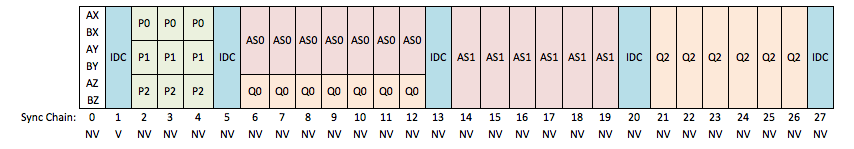 AX
P0 P0 P0
BX
AS0 AS0 AS0 AS0 AS0 AS0 AS0
AY
IDC P1 P1 P1 IDC IDC AS1 AS1 AS1 AS1 AS1 AS1 IDC Q2 Q2 Q2 Q2 Q2 Q2 IDC
BY
AZ
P2 P2 P2 Q0 Q0 Q0 Q0 Q0 Q0 Q0
BZ
Sync Chain: 0 1 2 3 4 5 6 7 8 9 10 11 12 13 14 15 16 17 18 19 20 21 22 23 24 25 26 27
NV V NV NV NV NV NV NV NV NV NV NV NV NV NV NV NV NV NV NV NV NV NV NV NV NV NV NV